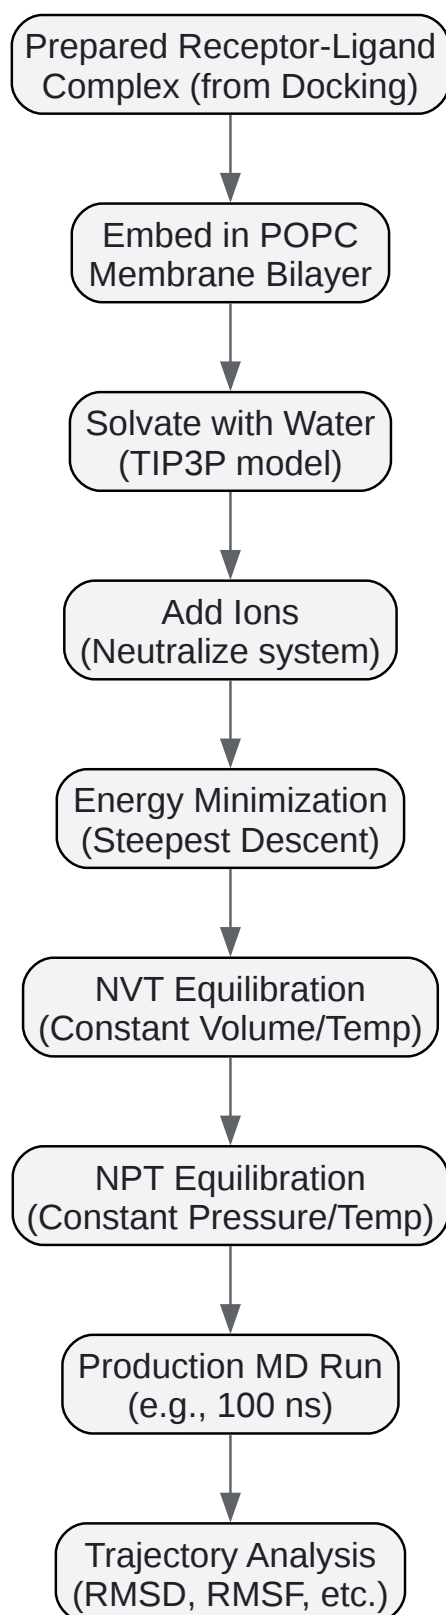 Prepared Receptor-Ligand
Complex (from Docking)
Embed in POPC
Membrane Bilayer
Solvate with Water
(TIP3P model)
Add Ions
(Neutralize system)
Energy Minimization
(Steepest Descent)
NVT Equilibration
(Constant Volume/Temp)
NPT Equilibration
(Constant Pressure/Temp)
Production MD Run
(e.g., 100 ns)
Trajectory Analysis
(RMSD, RMSF, etc.)